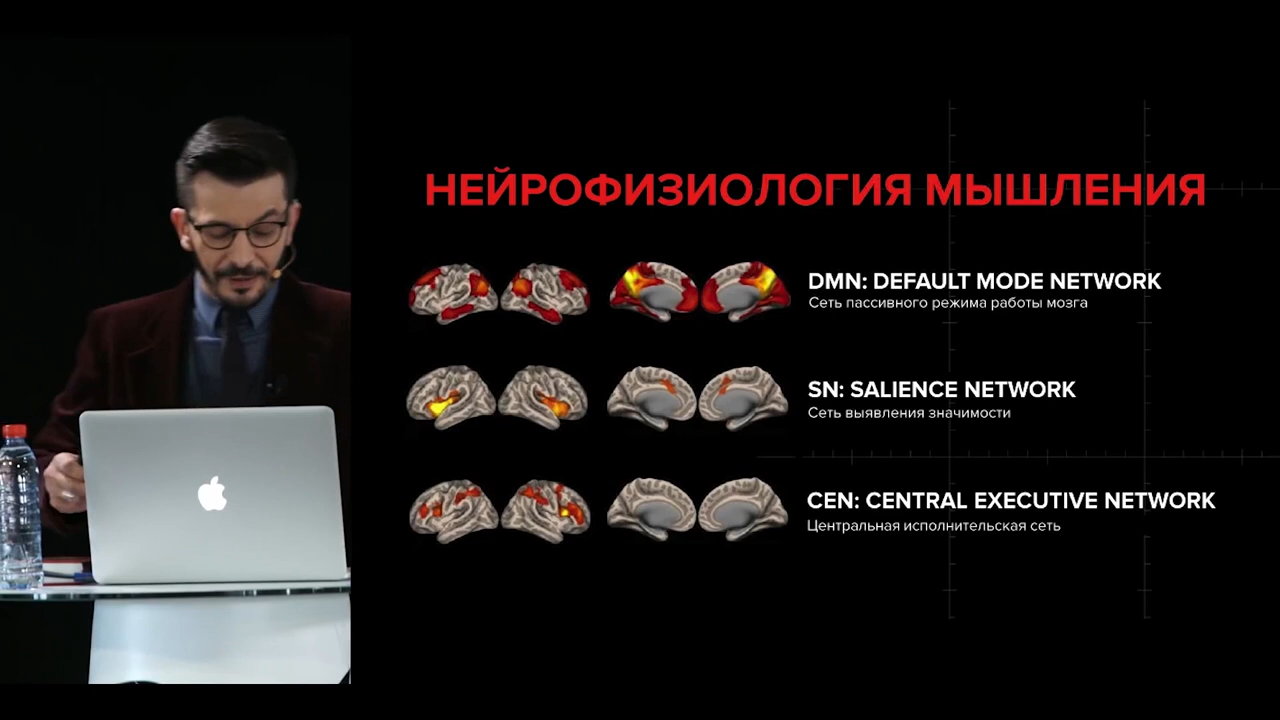 НЕЙРОФИЗИОЛОГИЯ МЫШЛЕНИЯ
DMN: DEFAULT MODE NETWORK
Сеть пассивного режима работы мозга
SN: SALIENCE NETWORK
Сеть выявления значимости
CEN: CENTRAL EXECUTIVE NETWORK
Центральная исполнительская сеть